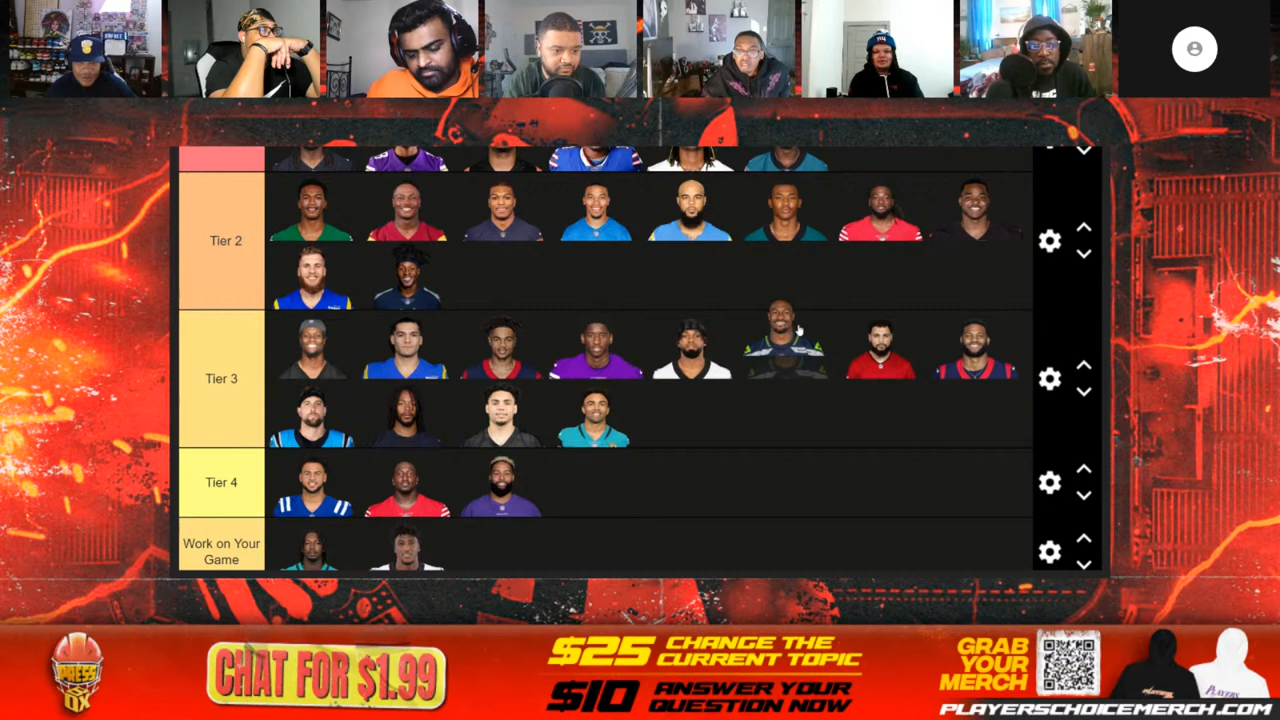 Tier 2
Tier 3
Tier 4
Work on Your
Game
PRESS
BOX
CHAT FOR $1.99
$25 CHANGE THE
CURRENT TOPIC
$10 ANSWER YOUR
QUESTION NOW
GRAB
YOUR
MERCH
PLAYERSCHOICEMERCH.COM